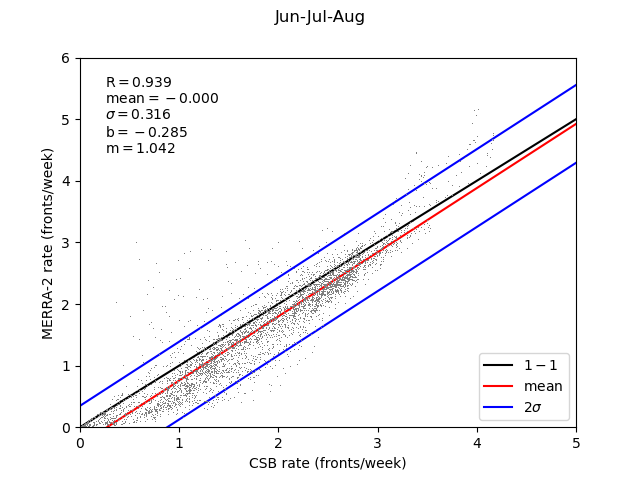 Jun-Jul-Aug
6
5
4
3
2
1
0
MERRA-2 rate (fronts/week)
R = 0.939
mean = −0.000
σ = 0.316
b = −0.285
m = 1.042
1 − 1
mean
2σ
0 1 2 3 4 5
CSB rate (fronts/week)